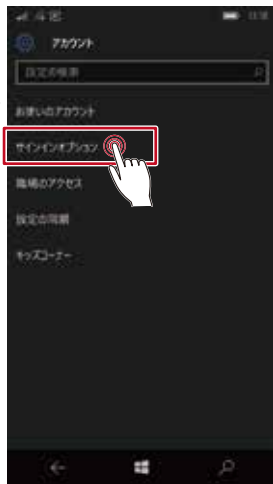 アカウント
設定の検索
お使いのアカウント
サインインオプション
職場のアクセス
設定の同期
キッズコーナー